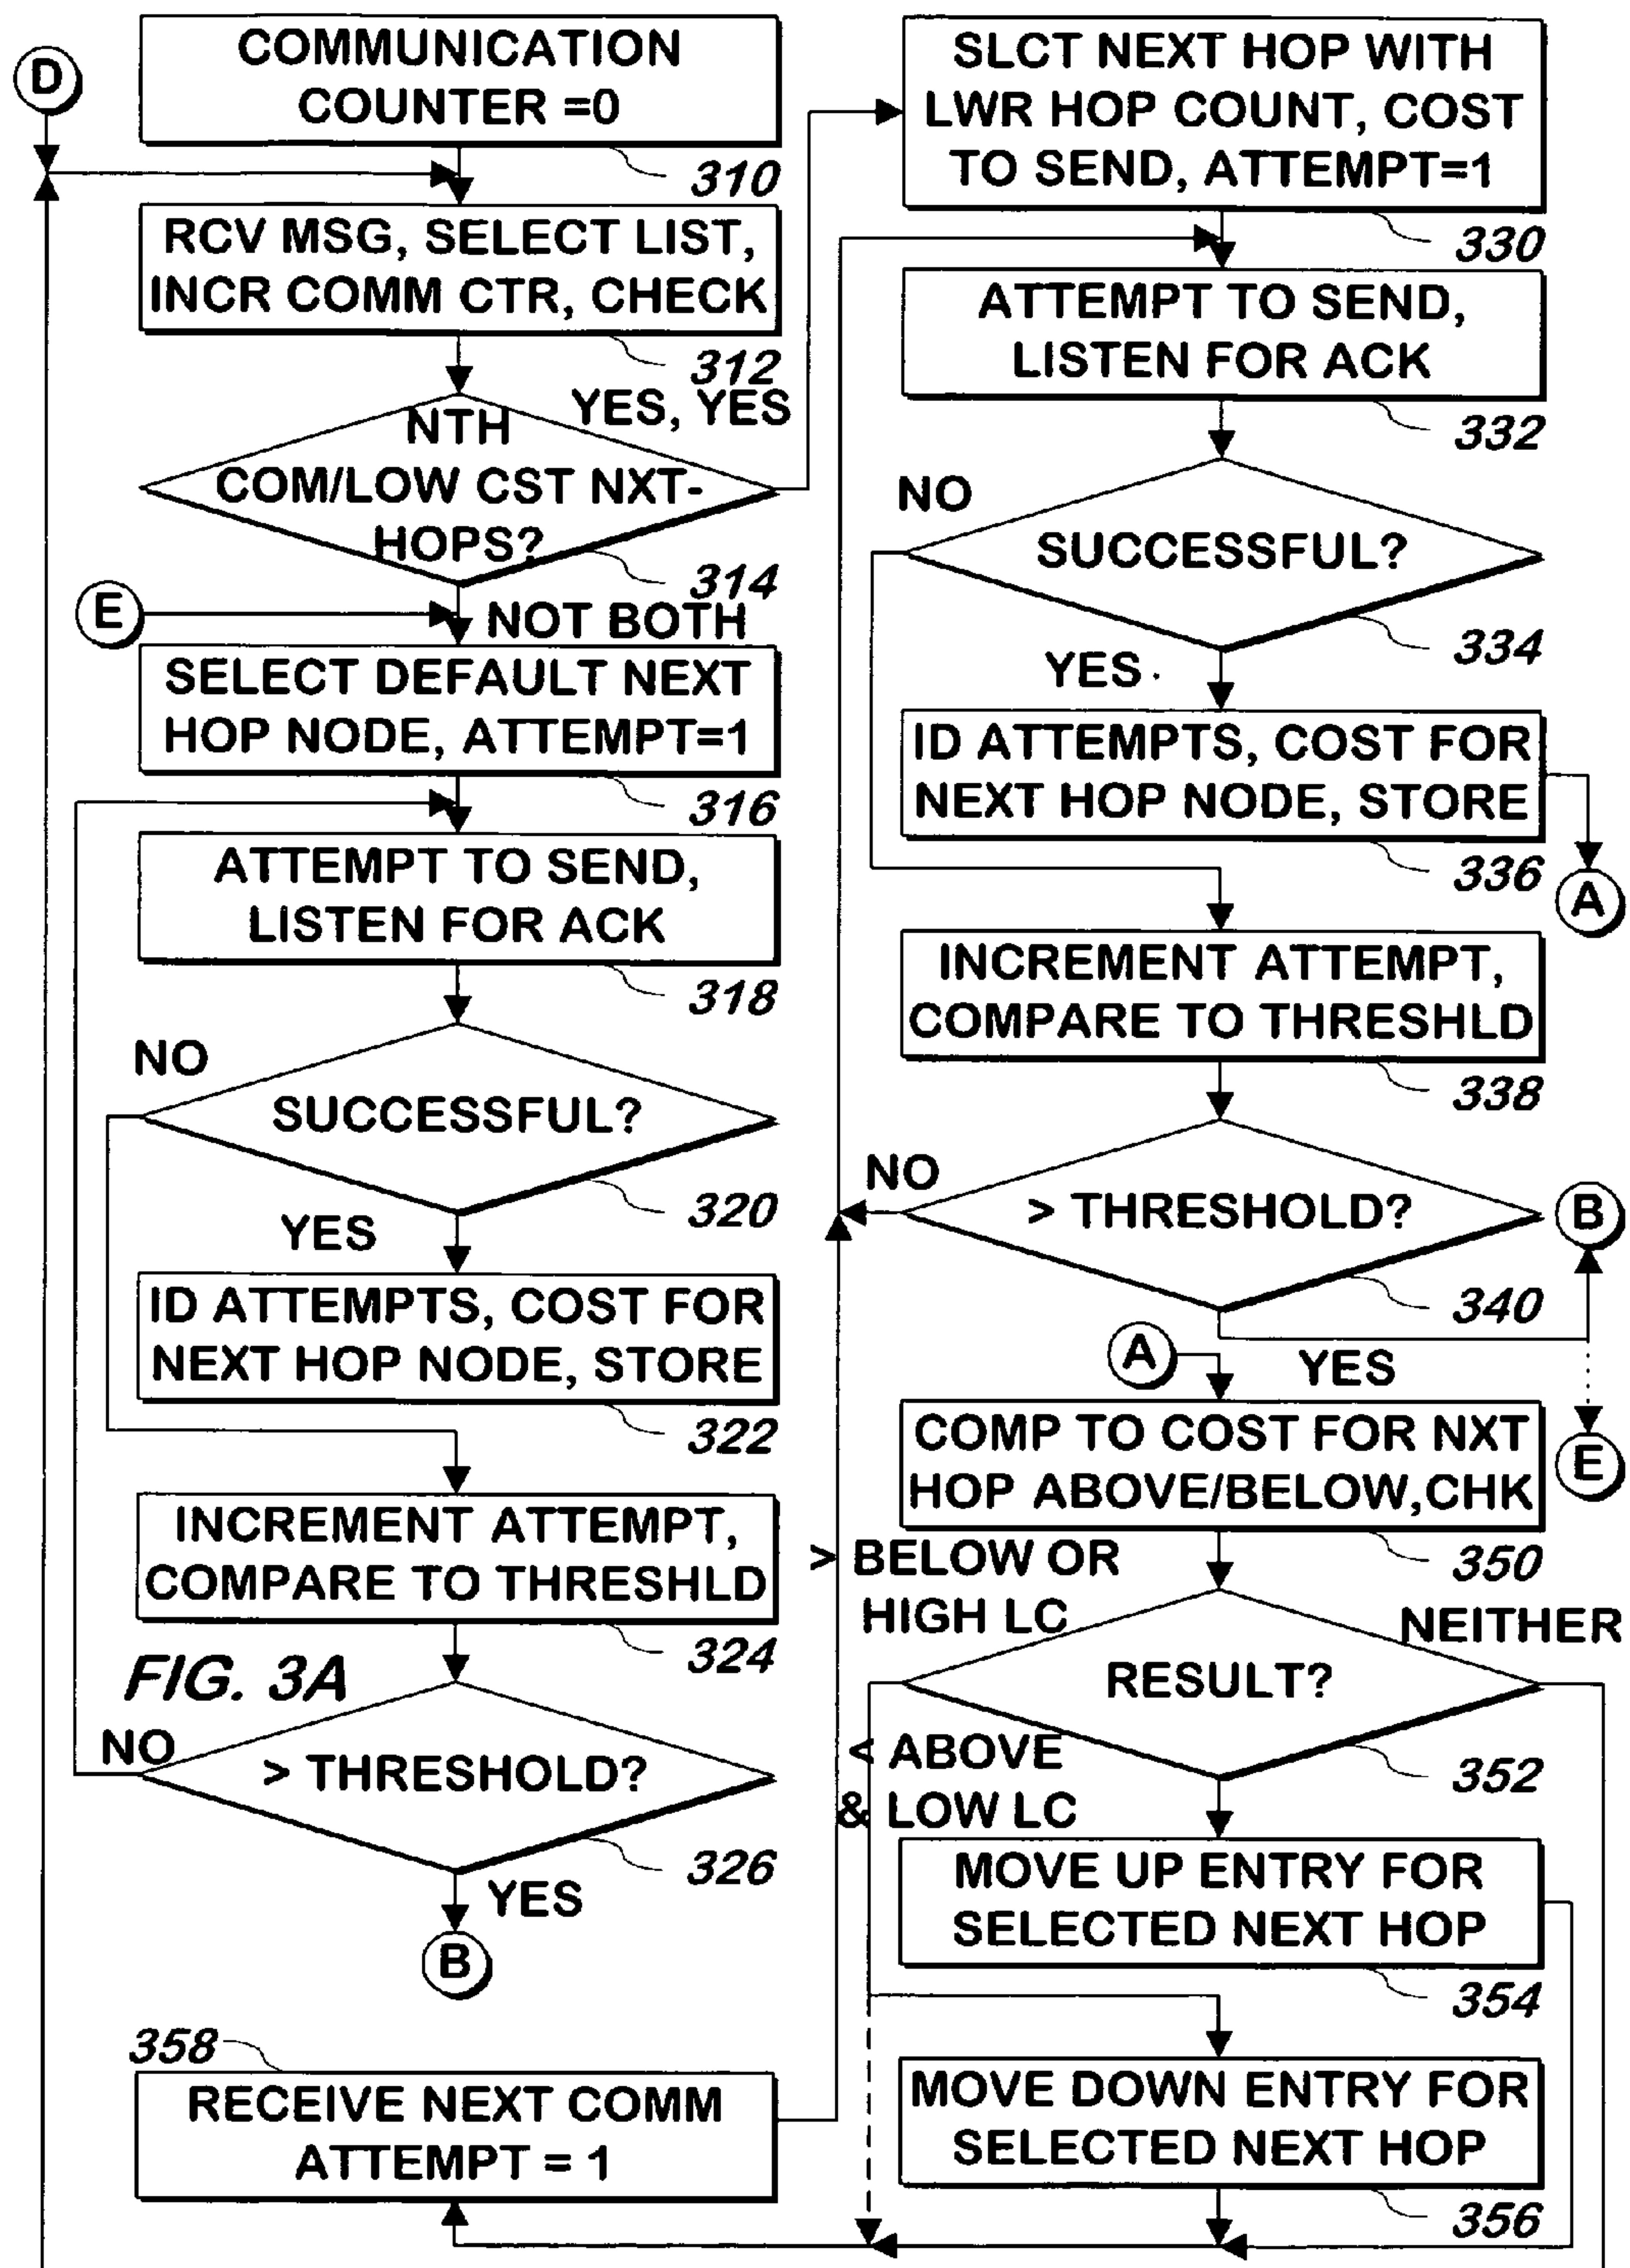 D
COMMUNICATION
COUNTER =0
310
RCV MSG, SELECT LIST,
INCR COMM CTR, CHECK
312
YES, YES
NTH
COM/LOW CST NXT-
HOPS?
314
E
NOT BOTH
SELECT DEFAULT NEXT
HOP NODE, ATTEMPT=1
316
ATTEMPT TO SEND,
LISTEN FOR ACK
318
NO
SUCCESSFUL?
320
YES
ID ATTEMPTS, COST FOR
NEXT HOP NODE, STORE
322
INCREMENT ATTEMPT,
COMPARE TO THRESHLD
324
FIG. 3A
NO
> THRESHOLD?
326
YES
B
358
RECEIVE NEXT COMM
ATTEMPT = 1
SLCT NEXT HOP WITH
LWR HOP COUNT, COST
TO SEND, ATTEMPT=1
330
ATTEMPT TO SEND,
LISTEN FOR ACK
332
NO
SUCCESSFUL?
334
YES
ID ATTEMPTS, COST FOR
NEXT HOP NODE, STORE
336
A
INCREMENT ATTEMPT,
COMPARE TO THRESHLD
338
NO
> THRESHOLD?
B
340
A
YES
COMP TO COST FOR NXT
HOP ABOVE/BELOW,CHK
E
350
> BELOW OR
HIGH LC
NEITHER
RESULT?
< ABOVE
& LOW LC
352
MOVE UP ENTRY FOR
SELECTED NEXT HOP
354
MOVE DOWN ENTRY FOR
SELECTED NEXT HOP
356